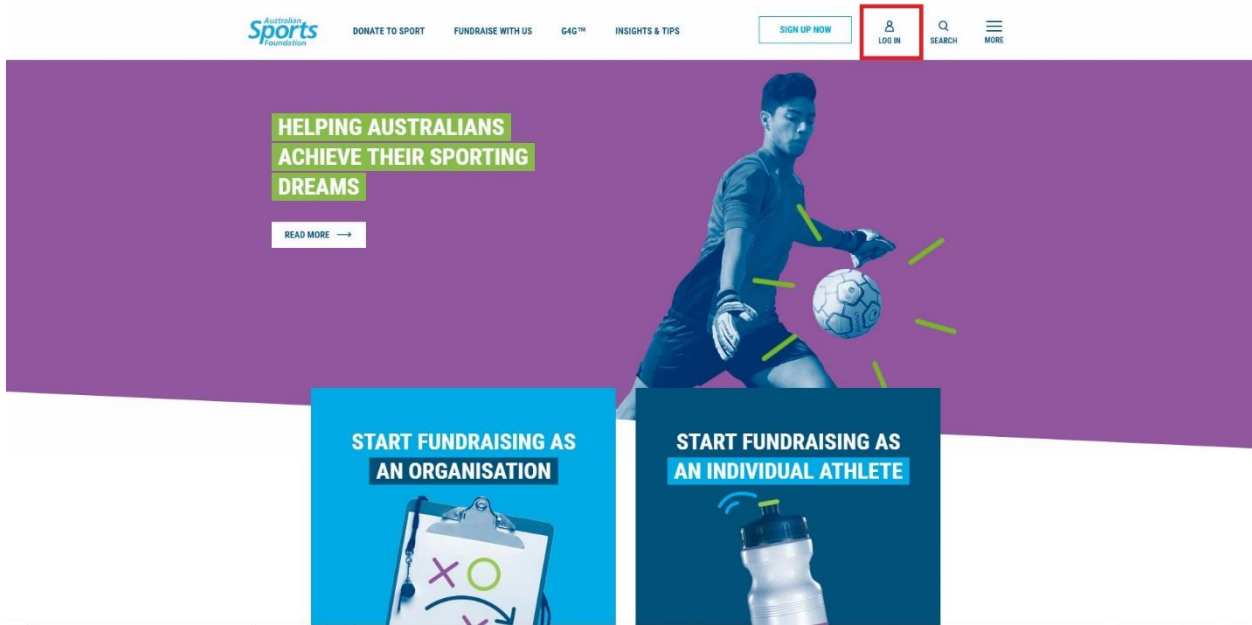 Australian
Sports
Foundation
DONATE TO SPORT FUNDRAISE WITH US G4G™ INSIGHTS & TIPS SIGN UP NOW LOG IN SEARCH MORE
HELPING AUSTRALIANS
ACHIEVE THEIR SPORTING
DREAMS
READ MORE →
START FUNDRAISING AS
AN ORGANISATION
START FUNDRAISING AS
AN INDIVIDUAL ATHLETE